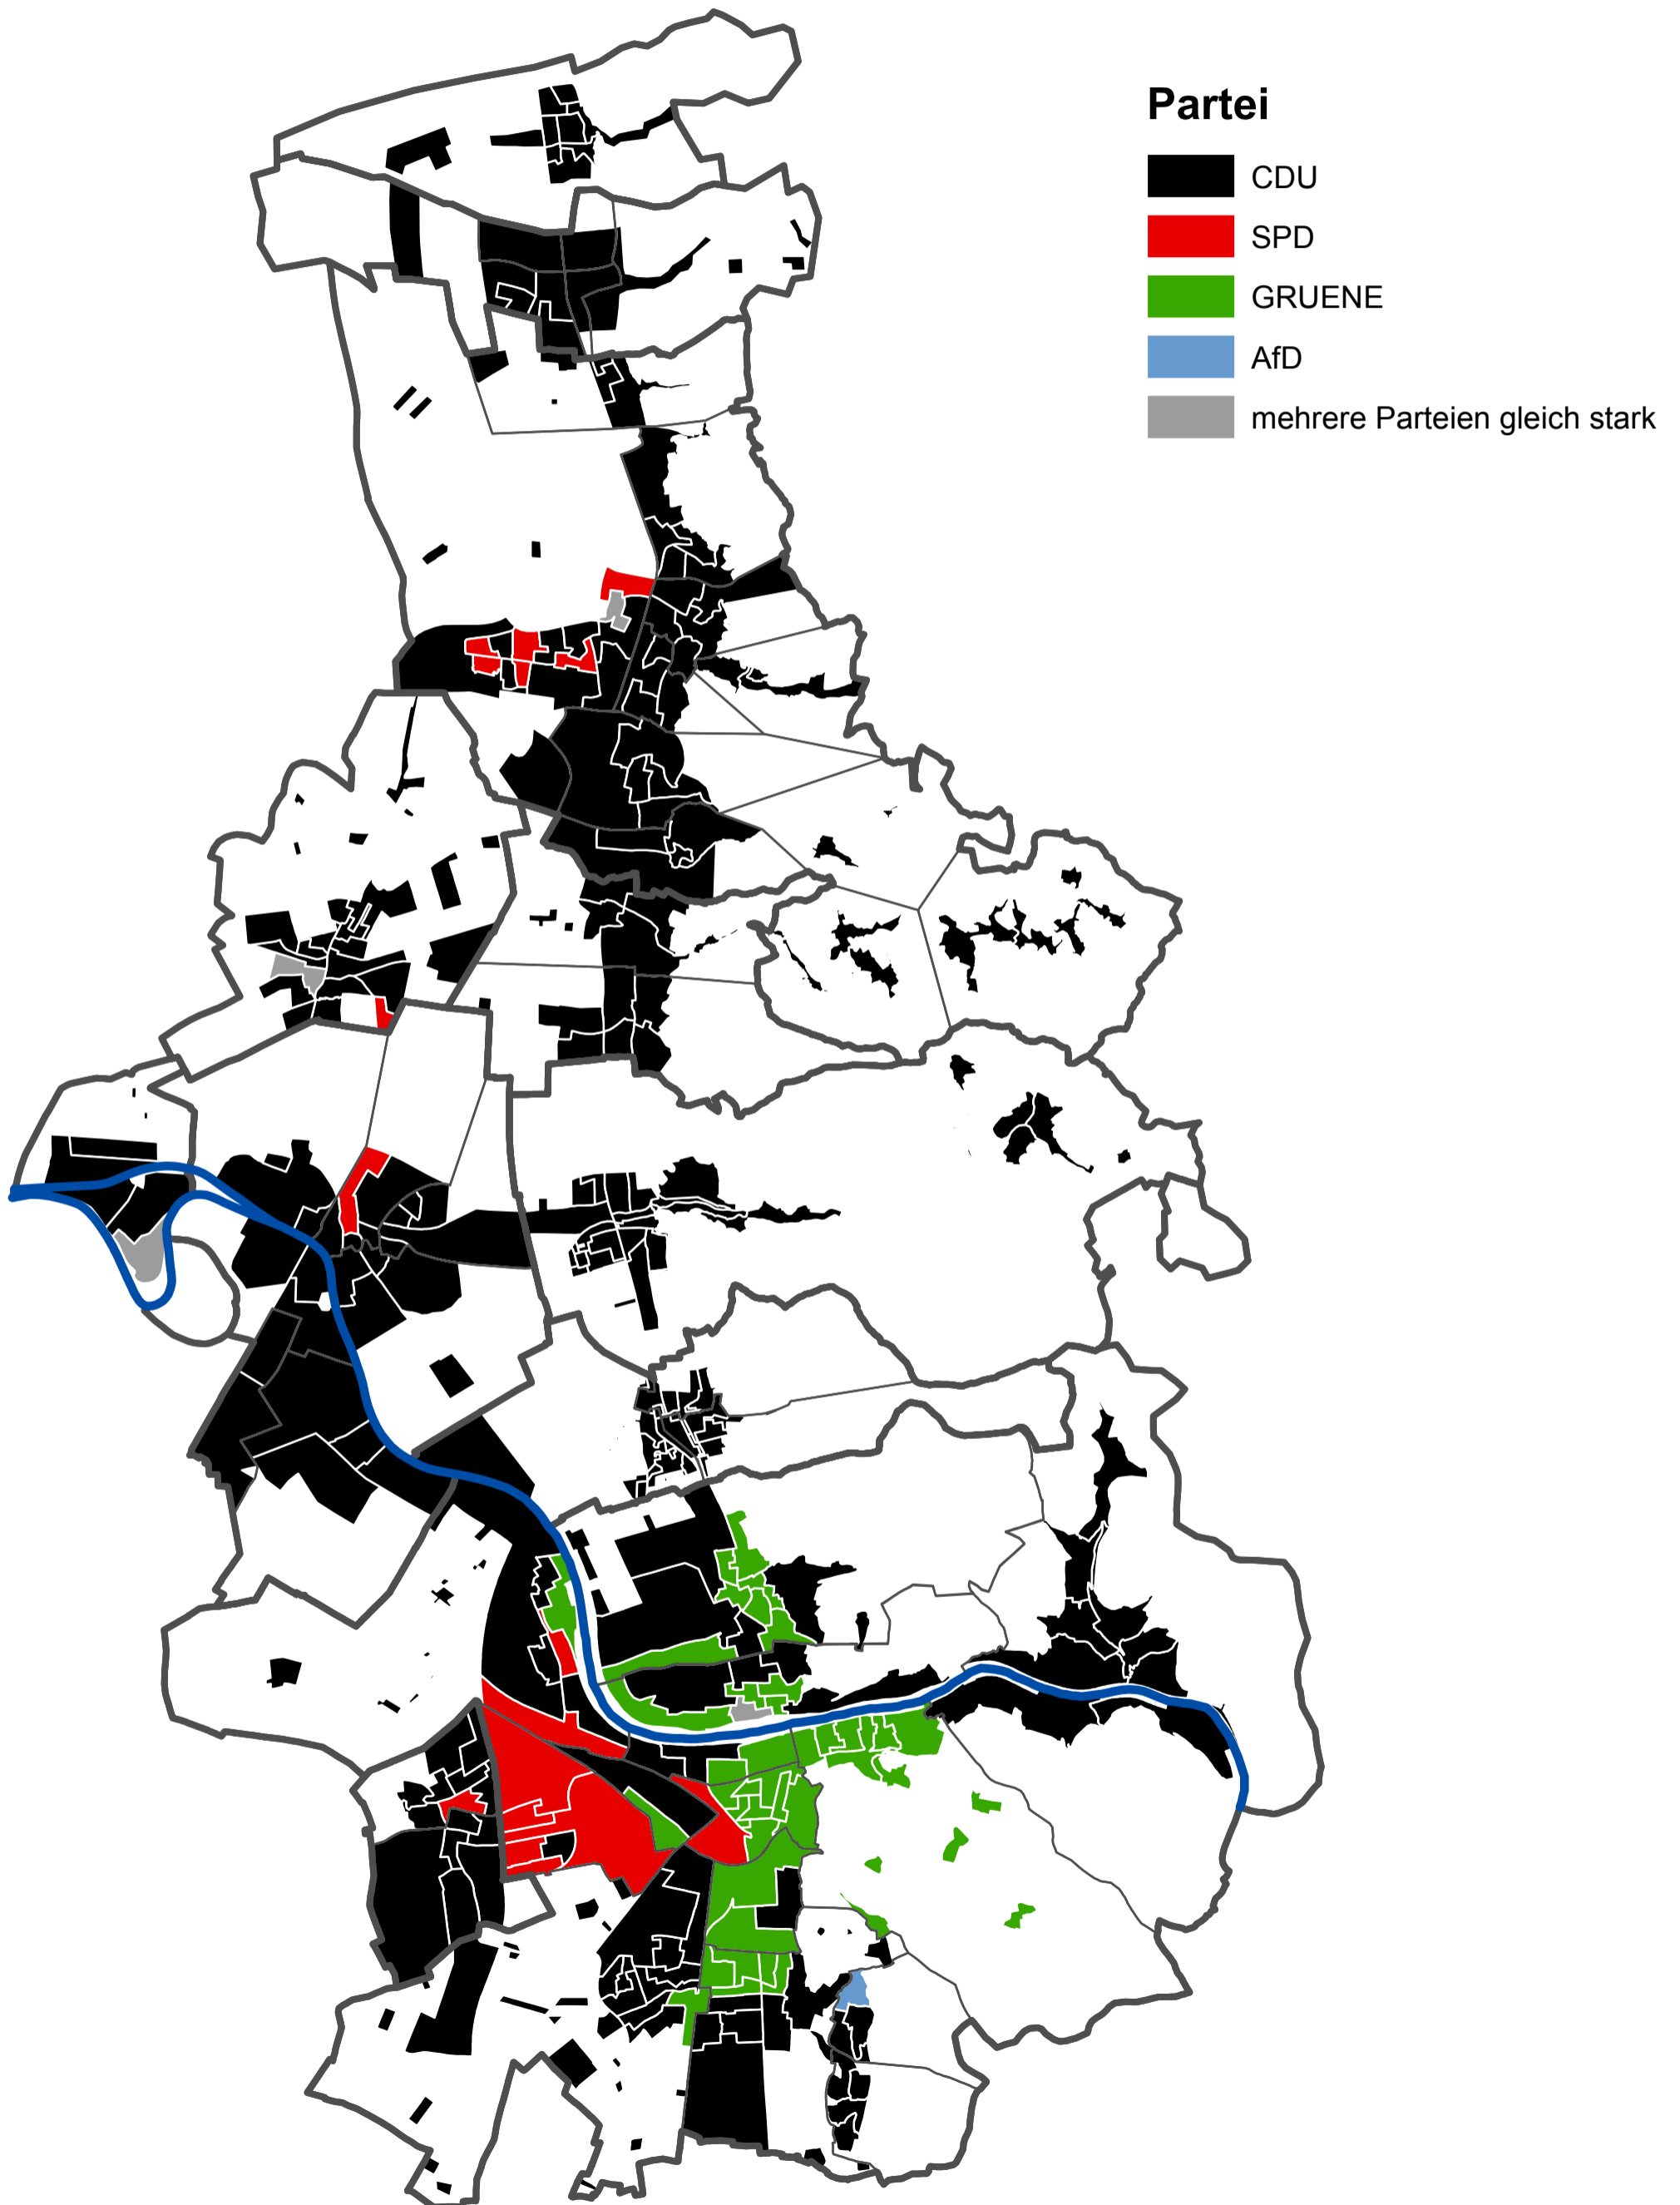 Partei
CDU
SPD
GRUENE
AfD
mehrere Parteien gleich stark